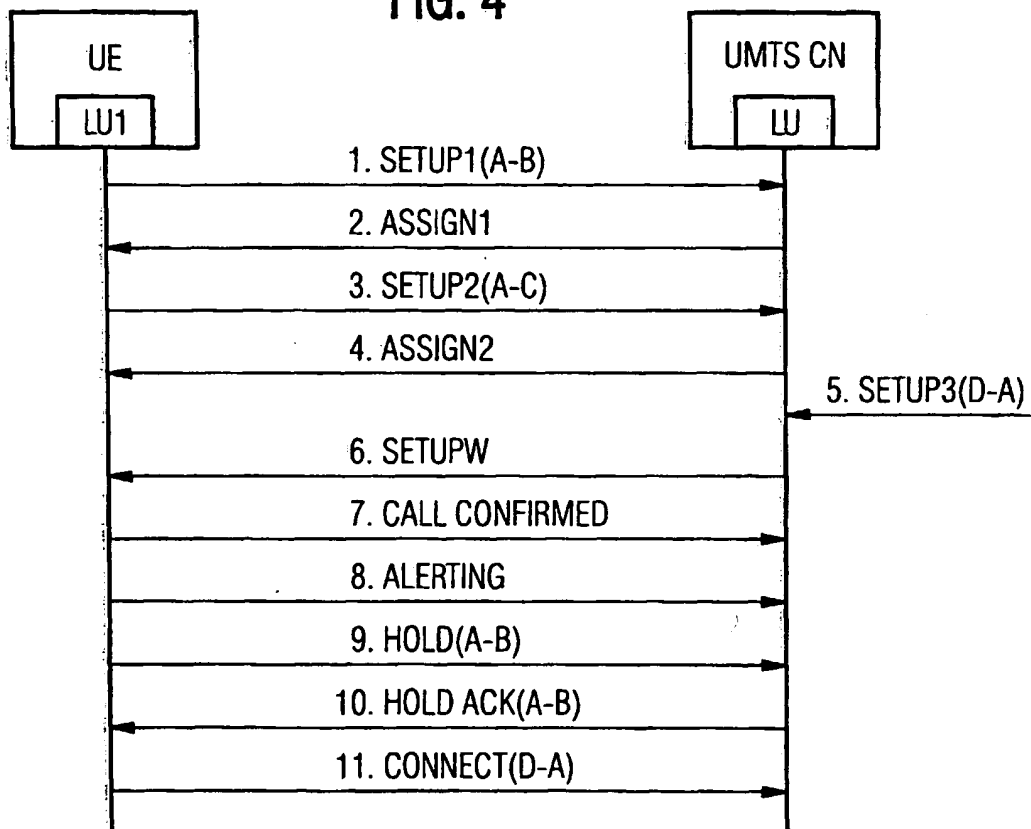 FIG. 4
UE
UMTS CN
LU1
LU
1. SETUP1(A-B)
2. ASSIGN1
3. SETUP2(A-C)
4. ASSIGN2
5. SETUP3(D-A)
6. SETUPW
7. CALL CONFIRMED
8. ALERTING
9. HOLD(A-B)
10. HOLD ACK(A-B)
11. CONNECT(D-A)